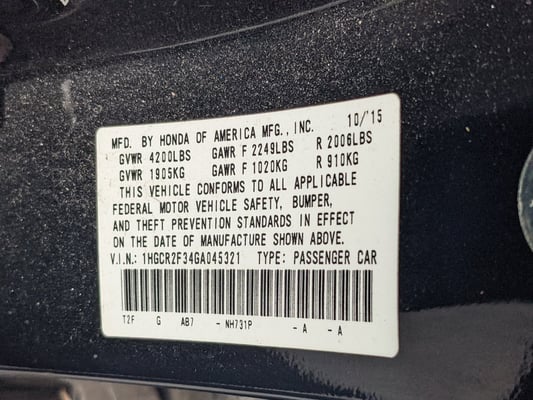 MFD. BY HONDA OF AMERICA MFG., INC. 10/'15
GVWR 4200LBS GAWR F 2249LBS R 2006LBS
GVWR 1905KG GAWR F 1020KG R 910KG
THIS VEHICLE CONFORMS TO ALL APPLICABLE
FEDERAL MOTOR VEHICLE SAFETY, BUMPER,
AND THEFT PREVENTION STANDARDS IN EFFECT
ON THE DATE OF MANUFACTURE SHOWN ABOVE.
V.I.N.: 1HGCR2F34GA045321 TYPE: PASSENGER CAR
T2F G AB7 - NH731P - A - A